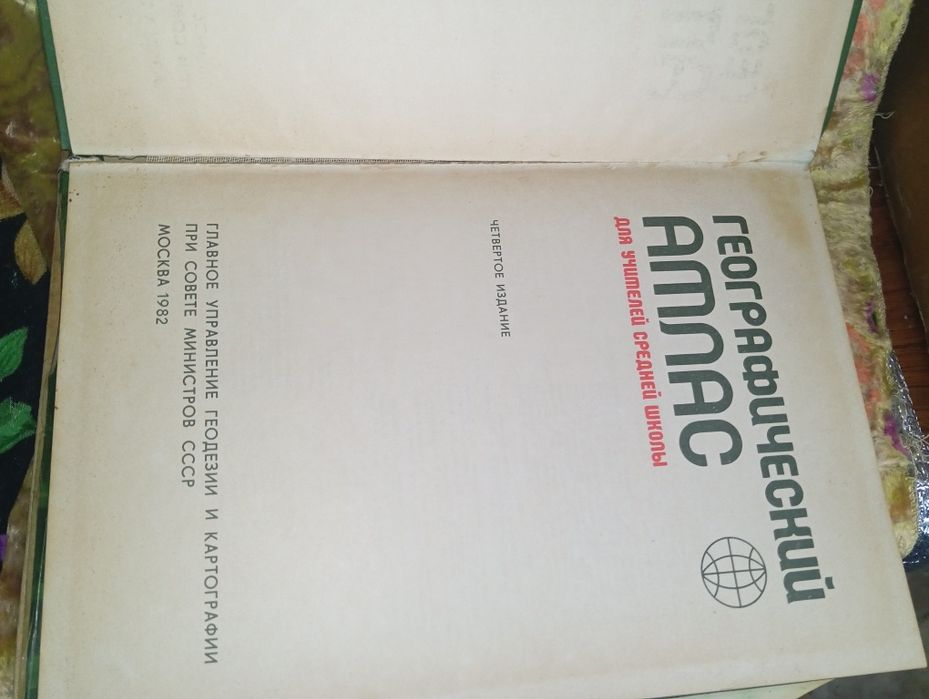 ГЕОГРАФИЧЕСКИЙ
АТЛАС
ДЛЯ УЧИТЕЛЕЙ СРЕДНЕЙ ШКОЛЫ
ЧЕТВЕРТОЕ ИЗДАНИЕ
ГЛАВНОЕ УПРАВЛЕНИЕ ГЕОДЕЗИИ И КАРТОГРАФИИ
ПРИ СОВЕТЕ МИНИСТРОВ СССР
МОСКВА 1982